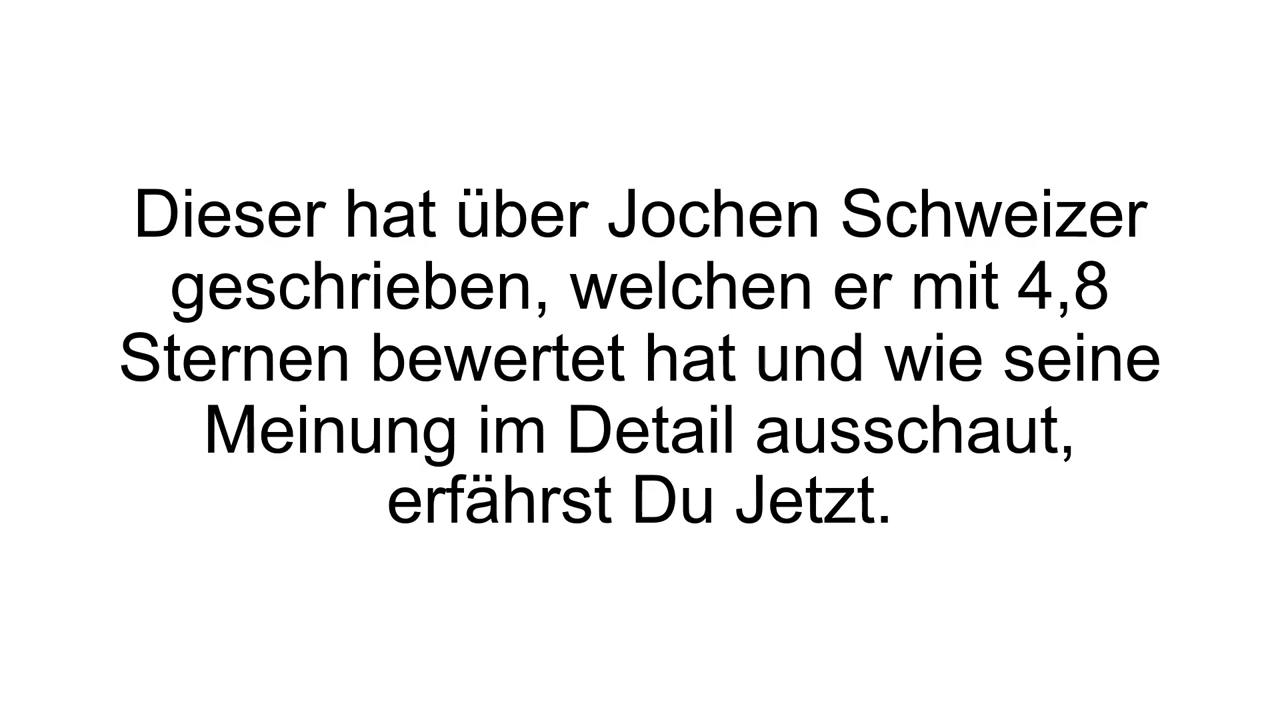 Dieser hat über Jochen Schweizer
geschrieben, welchen er mit 4,8
Sternen bewertet hat und wie seine
Meinung im Detail ausschaut,
erfährst Du Jetzt.